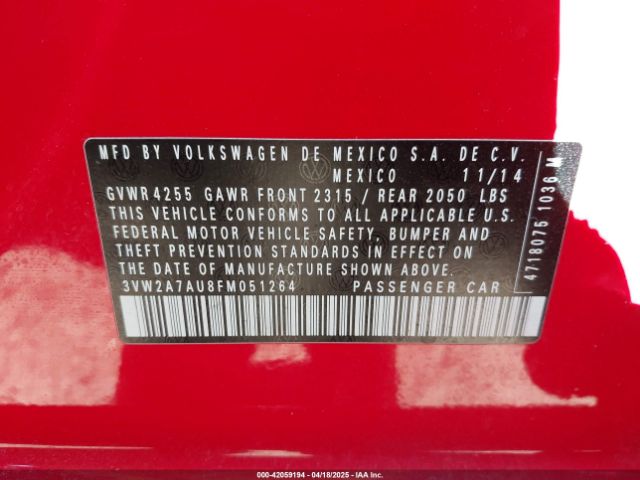 MFD BY VOLKSWAGEN DE MEXICO S.A. DE C.V.
MEXICO 11/14
GVWR 4255 GAWR FRONT 2315 / REAR 2050 LBS
THIS VEHICLE CONFORMS TO ALL APPLICABLE U.S.
FEDERAL MOTOR VEHICLE SAFETY, BUMPER AND
THEFT PREVENTION STANDARDS IN EFFECT ON
THE DATE OF MANUFACTURE SHOWN ABOVE.
3VW2A7AU8FM051264 PASSENGER CAR
4718075 1036 M
000-42059194 - 04/18/2025 - IAA Inc.